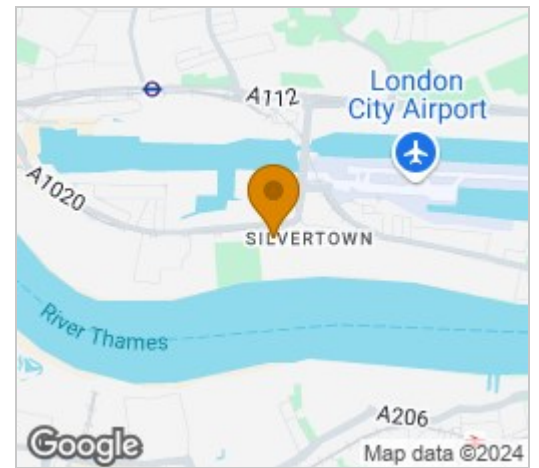 A112
London
City Airport
A1020
SILVERTOWN
River Thames
A206
Google
Map data ©2024